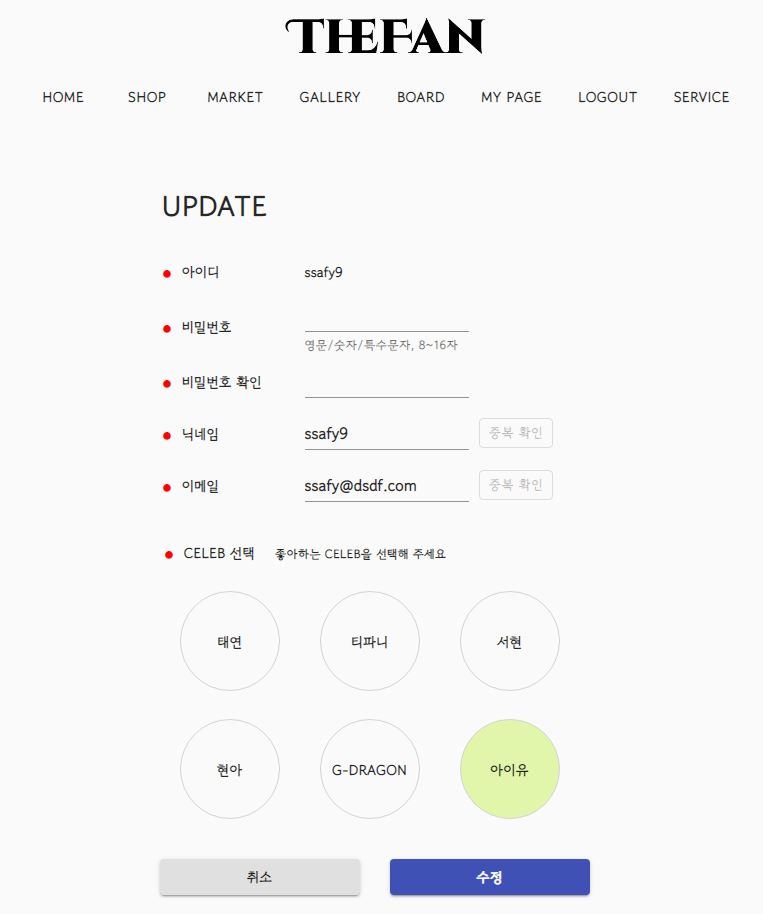 THEFAN
HOME SHOP MARKET GALLERY BOARD MY PAGE LOGOUT SERVICE
UPDATE
아이디 ssafy9
비밀번호
영문/숫자/특수문자, 8~16자
비밀번호 확인
닉네임 ssafy9 중복 확인
이메일 ssafy@dsdf.com 중복 확인
CELEB 선택 좋아하는 CELEB을 선택해 주세요
태연 티파니 서현
현아 G-DRAGON 아이유
취소 수정